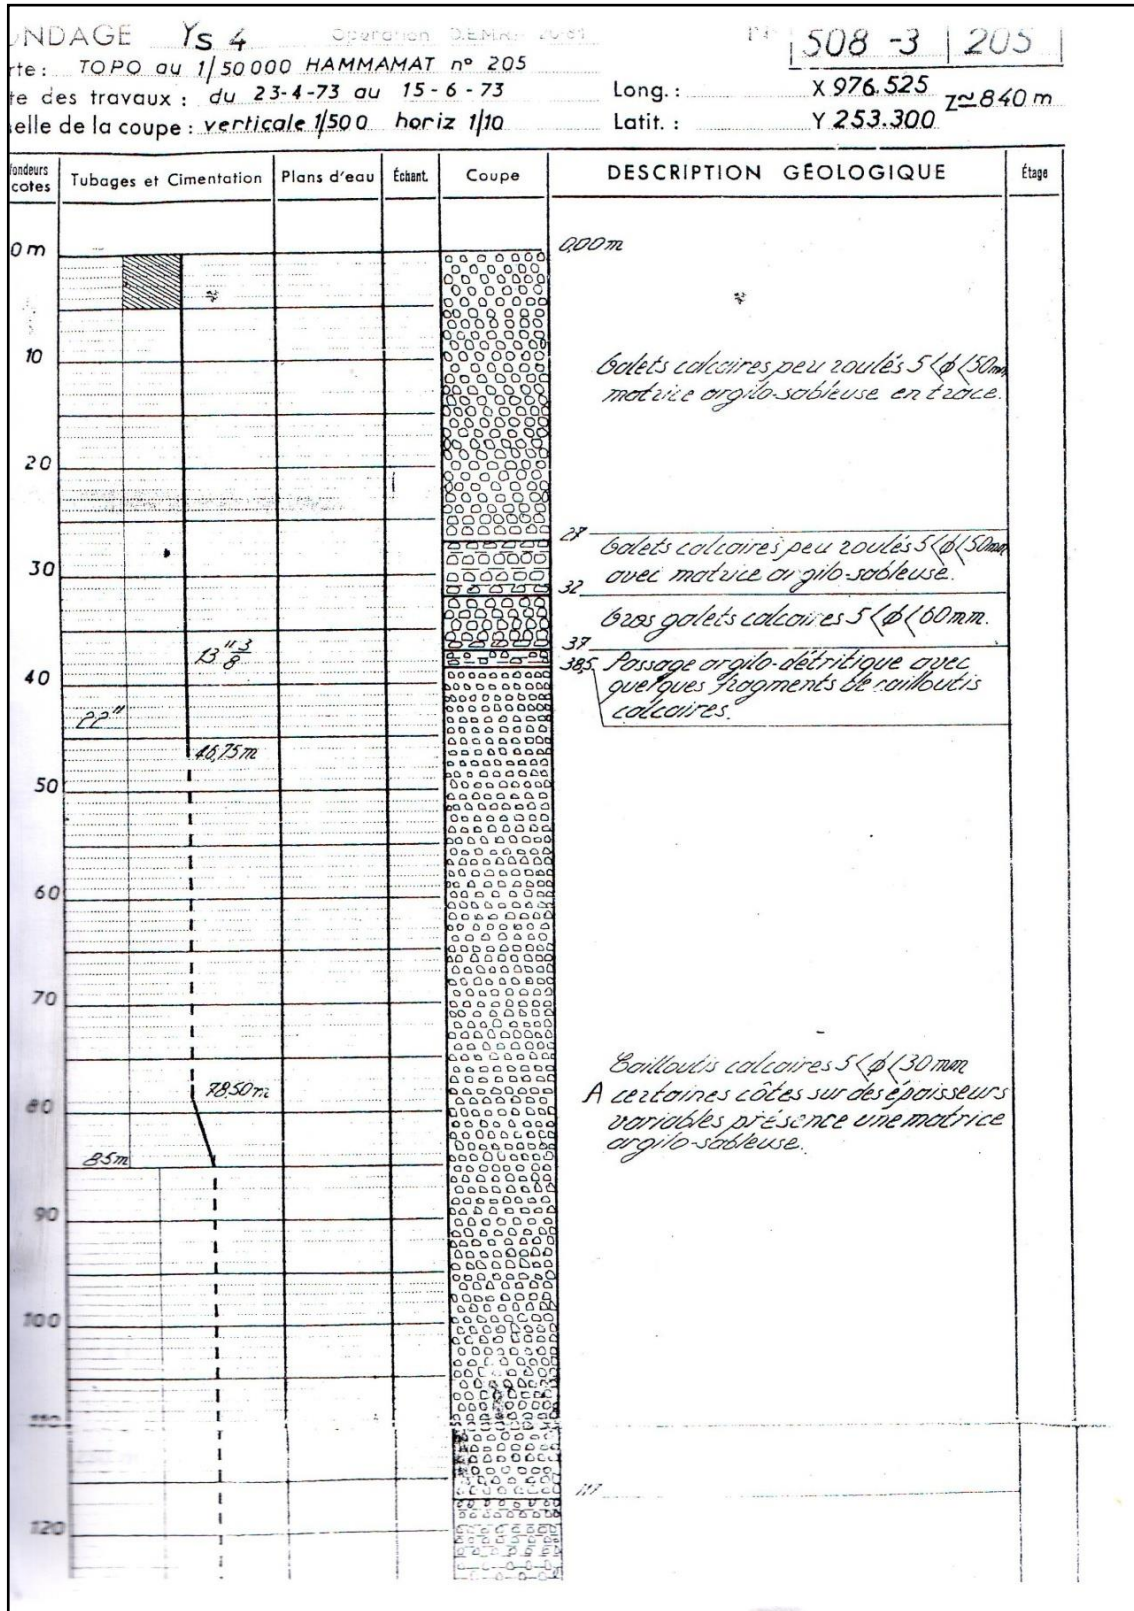 NDAGE Ys 4 508-3 205
rte: TOPO au 1/50000 HAMMAMAT n° 205
te des travaux : du 23-4-73 au 15-6-73 Long. : X 976.525 Z≃840 m
elle de la coupe : verticale 1/500 horiz 1/10 Latit. : Y 253.300
fondeurs cotes Tubages et Cimentation Plans d'eau Échant. Coupe DESCRIPTION GÉOLOGIQUE Étage
0 m 0,00 m
10 Galets calcaires peu roulés 5<ϕ<50mm
matrice argilo-sableuse en trace.
20
27
Galets calcaires peu roulés 5<ϕ<50mm
30 avec matrice argilo-sableuse.
32
Gros galets calcaires 5<ϕ<60mm.
37
13"3/8 38,5 Passage argilo-détritique avec
40 quelques fragments de cailloutis
22" calcaires.
46,75m
50
60
70
Cailloutis calcaires 5<ϕ<30mm
78,50m A certaines côtes sur des épaisseurs
80 variables présence une matrice
argilo-sableuse.
85m
90
100
110
117
120